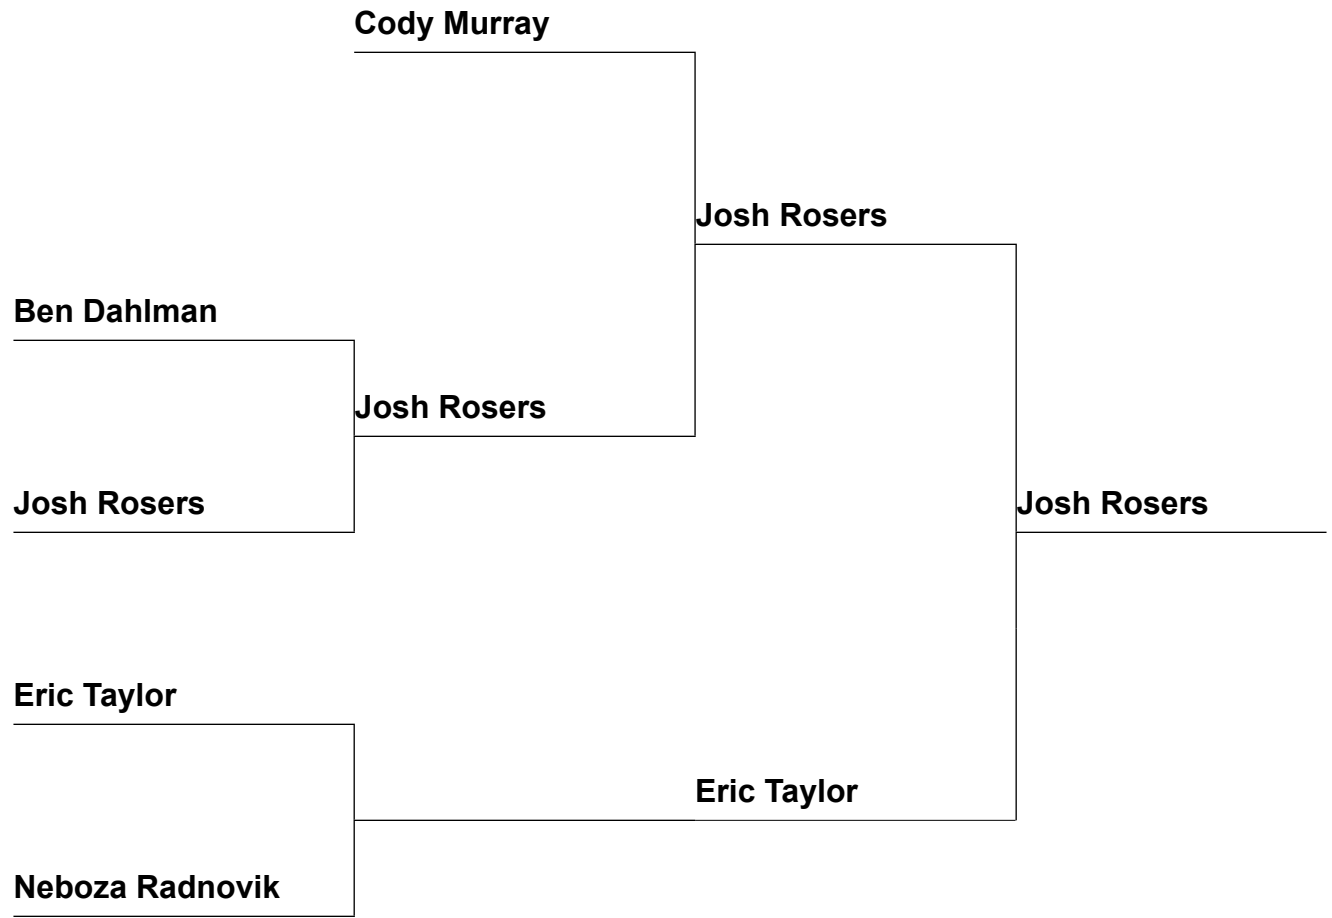 Cody Murray
Josh Rosers
Ben Dahlman
Josh Rosers
Josh Rosers
Josh Rosers
Eric Taylor
Eric Taylor
Neboza Radnovik